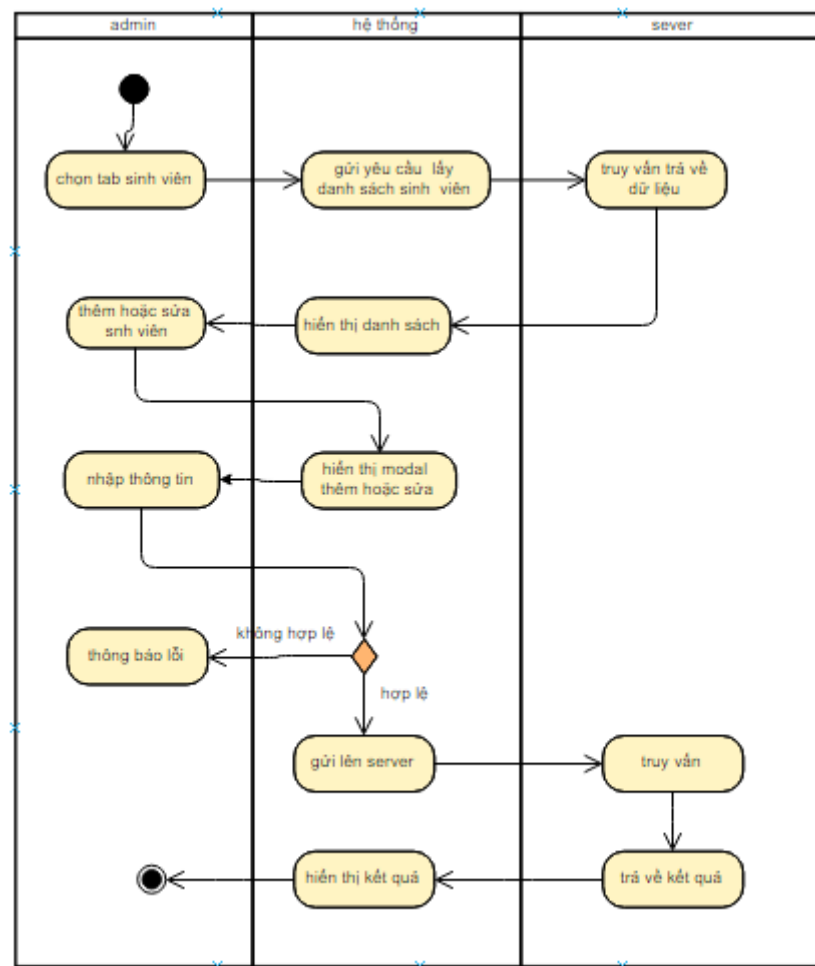 admin
hệ thống
sever
chọn tab sinh viên
gửi yêu cầu lấy
danh sách sinh viên
truy vấn trả về
dữ liệu
thêm hoặc sửa
snh viên
hiển thị danh sách
nhập thông tin
hiển thị modal
thêm hoặc sửa
không hợp lệ
thông báo lỗi
hợp lệ
gửi lên server
truy vấn
hiển thị kết quả
trả về kết quả